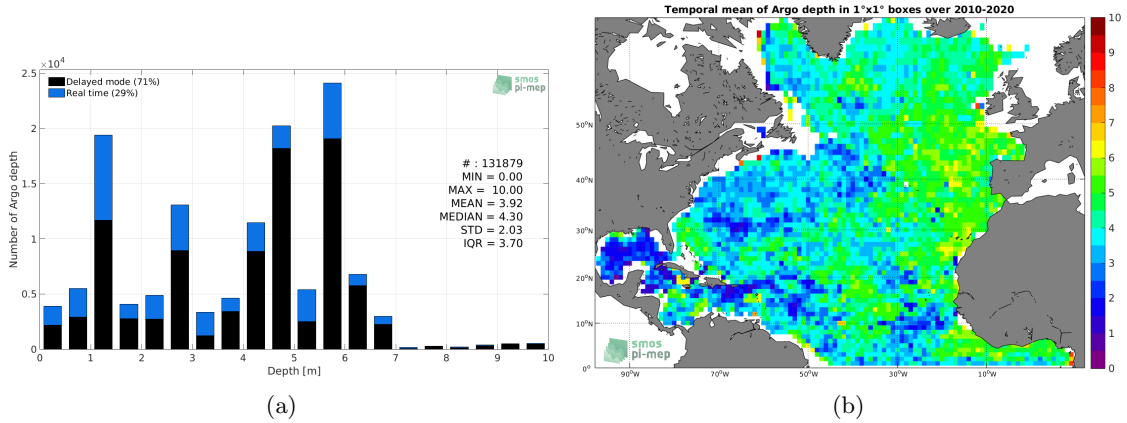 ×10⁴
2.5
2
1.5
1
0.5
0
Number of Argo depth
Delayed mode (71%)
Real time (29%)
smos
pi-mep
# : 131879
MIN = 0.00
MAX = 10.00
MEAN = 3.92
MEDIAN = 4.30
STD = 2.03
IQR = 3.70
0 1 2 3 4 5 6 7 8 9 10
Depth [m]
(a)
Temporal mean of Argo depth in 1°x1° boxes over 2010-2020
50°N
40°N
30°N
20°N
10°N
0°
90°W 70°W 50°W 30°W 10°W
smos
pi-mep
10
9
8
7
6
5
4
3
2
1
0
(b)